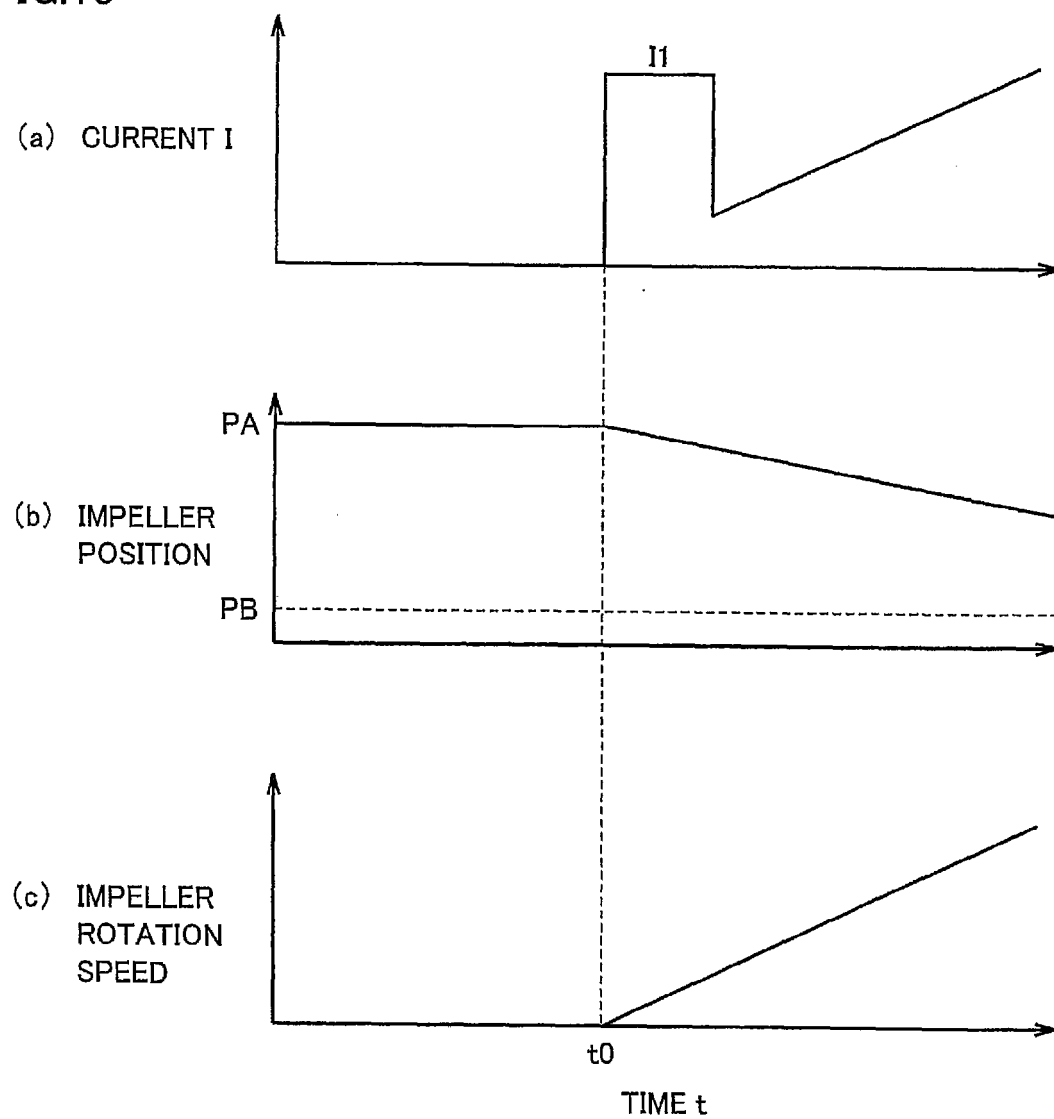 I1
(a) CURRENT I
PA
(b) IMPELLER
POSITION
PB
(c) IMPELLER
ROTATION
SPEED
t0
TIME t